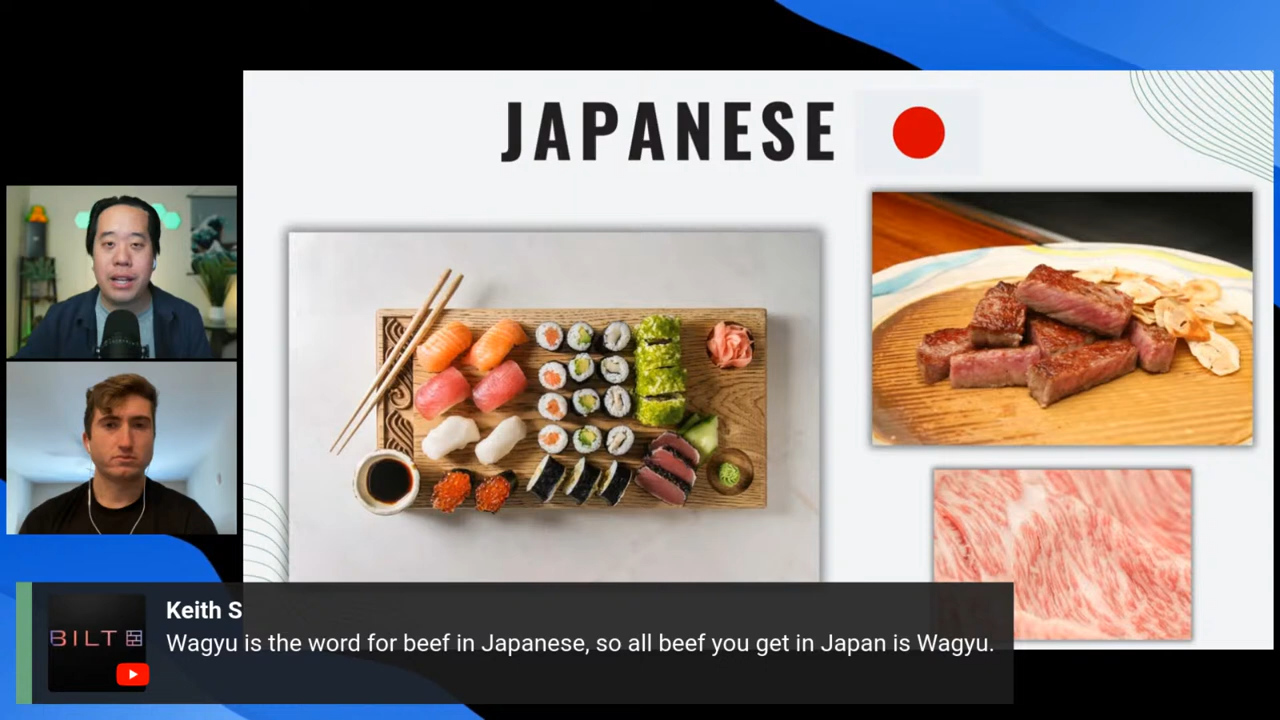 JAPANESE
Keith S
Wagyu is the word for beef in Japanese, so all beef you get in Japan is Wagyu.
BILT